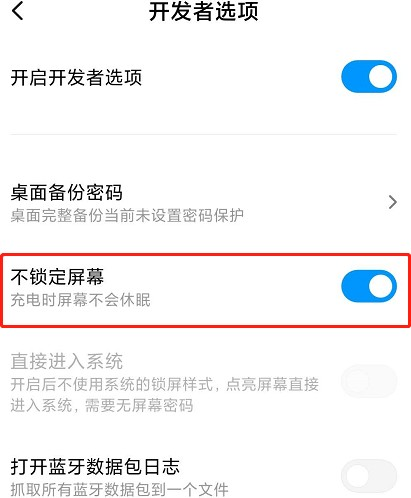 开发者选项
开启开发者选项
桌面备份密码
桌面完整备份当前未设置密码保护
不锁定屏幕
充电时屏幕不会休眠
直接进入系统
开启后不使用系统的锁屏样式，点亮屏幕直接
进入系统，需要无屏幕密码
打开蓝牙数据包日志
抓取所有蓝牙数据包到一个文件